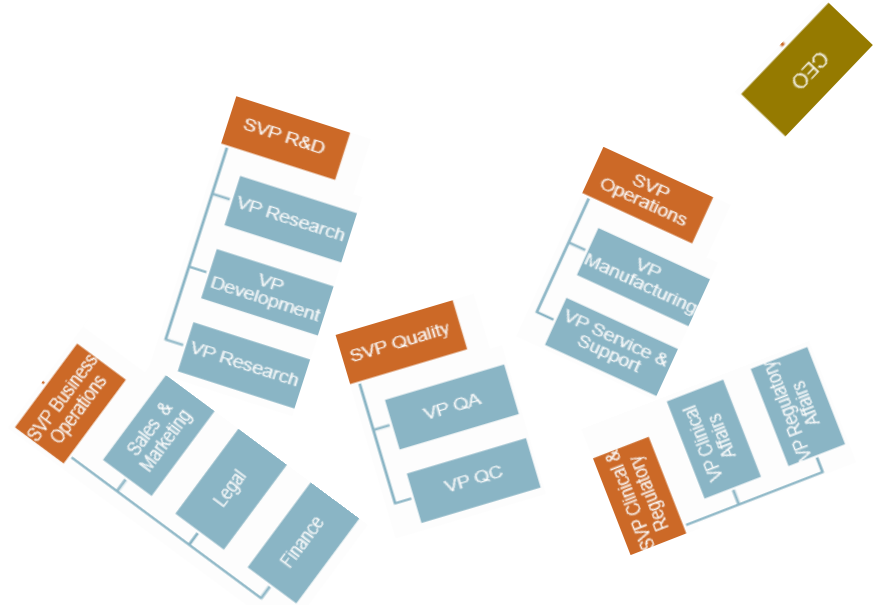 CEO
SVP R&D
VP Research
VP
Development
VP Research
SVP
Operations
VP
Manufacturing
VP Service &
Support
SVP Quality
VP QA
VP QC
SVP Business
Operations
Sales &
Marketing
Legal
Finance
SVP Clinical &
Regulatory
VP Clinical
Affairs
VP Regulatory
Affairs